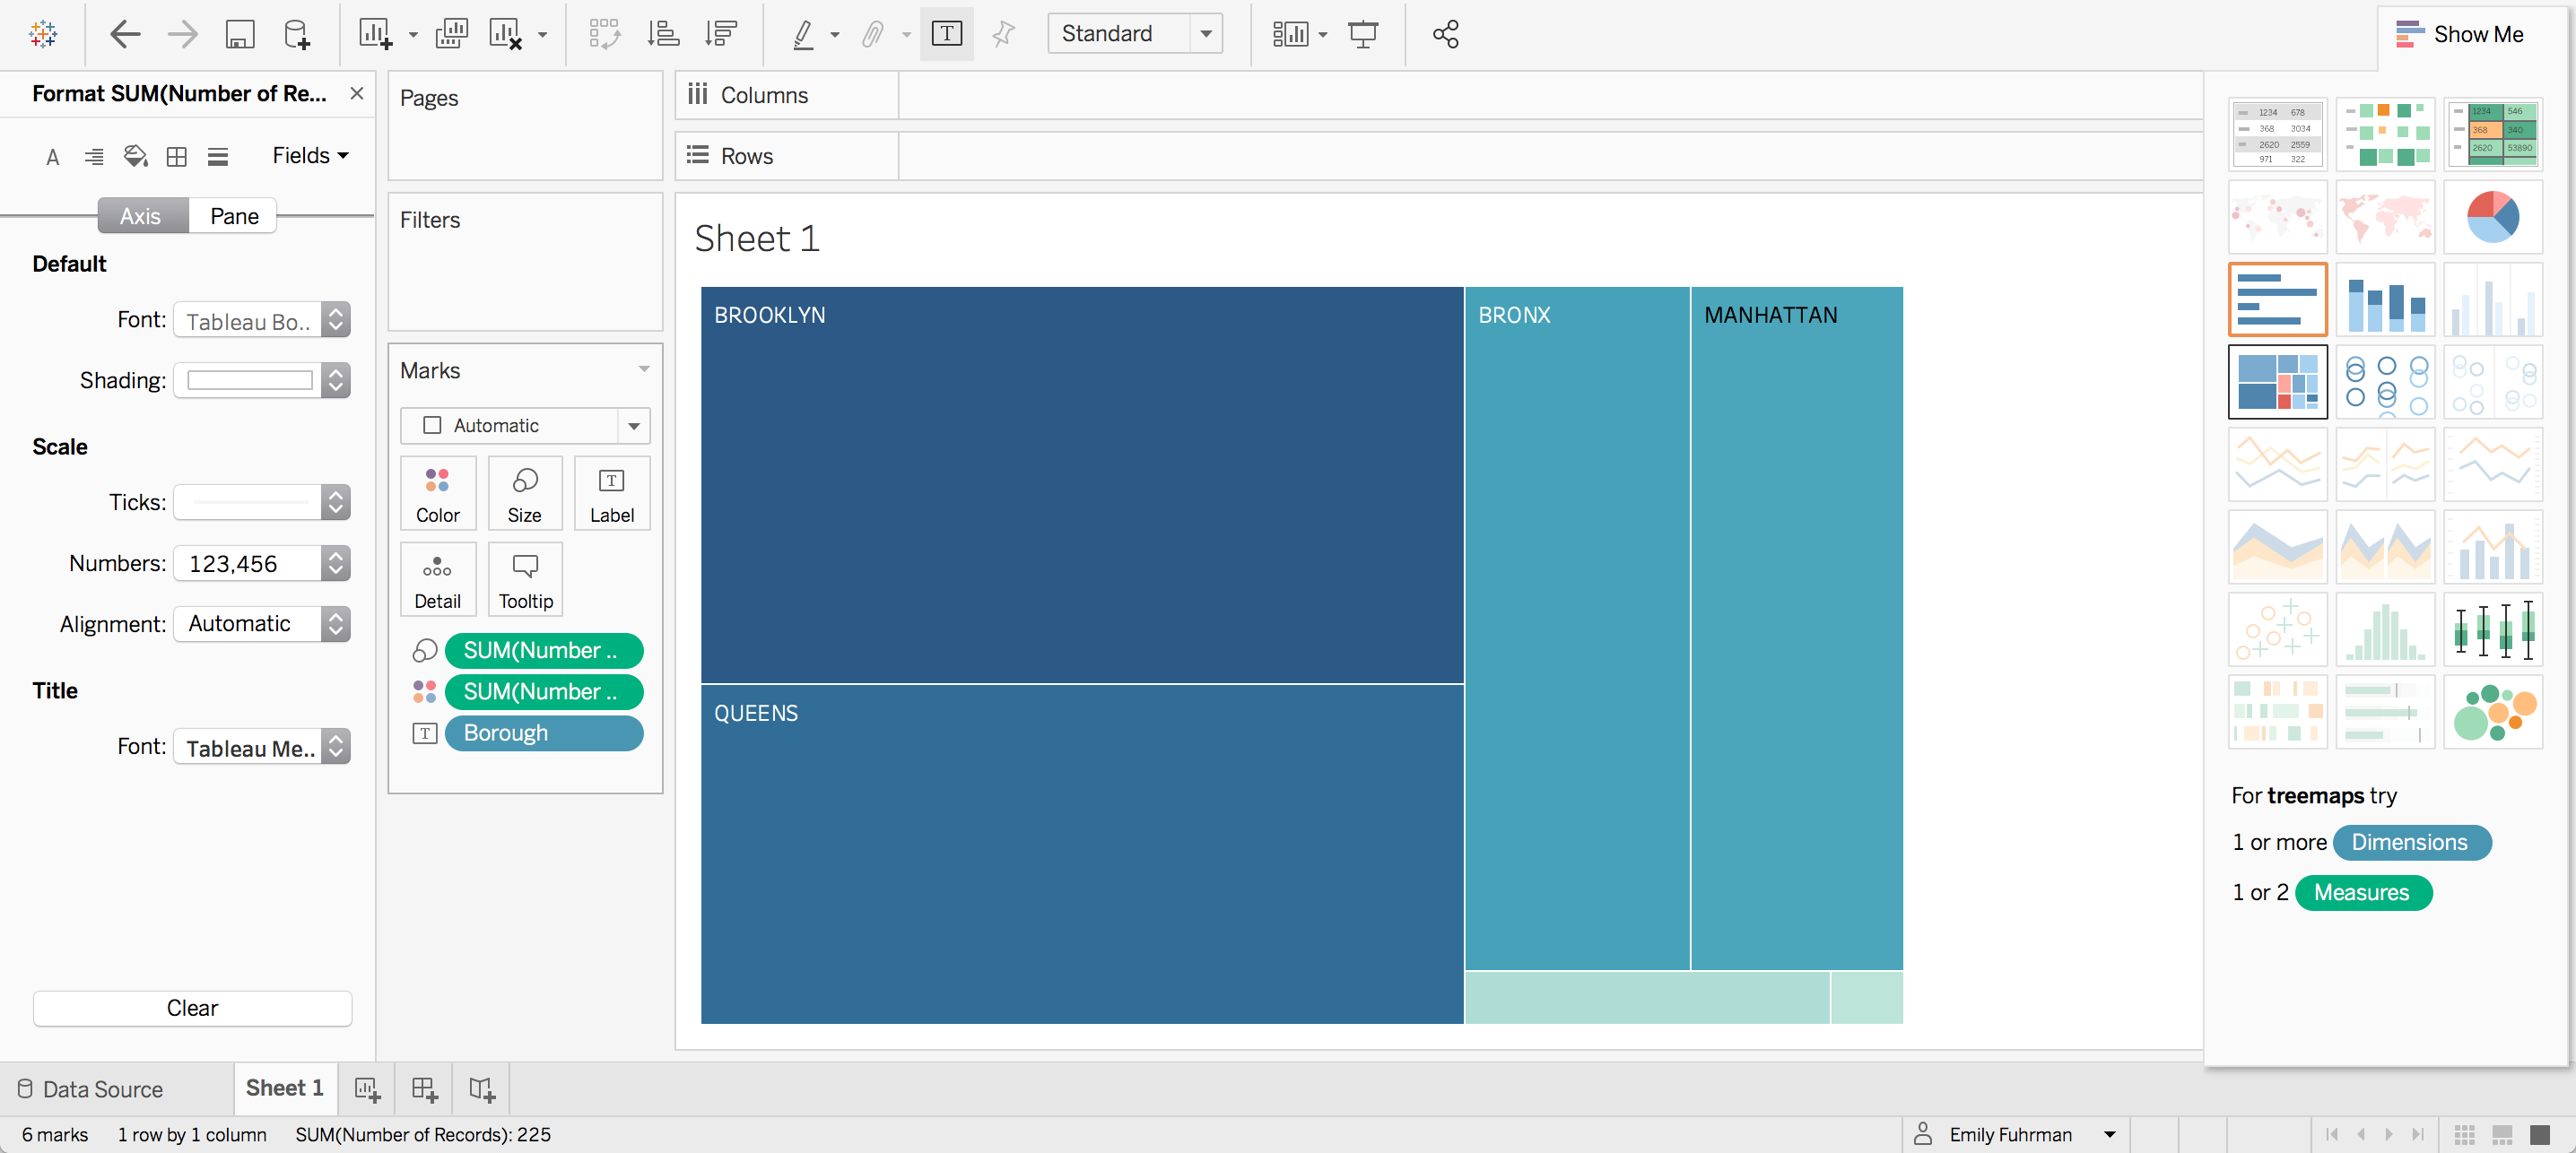 Standard
Show Me
Format SUM(Number of Re...
A
Fields
Axis
Pane
Default
Font:
Tableau Bo..
Shading:
Scale
Ticks:
Numbers:
123,456
Alignment:
Automatic
Title
Font:
Tableau Me..
Clear
Pages
Filters
Marks
Automatic
Color
Size
Label
Detail
Tooltip
SUM(Number ..
SUM(Number ..
Borough
Columns
Rows
Sheet 1
BROOKLYN
BRONX
MANHATTAN
QUEENS
1234 678
368 3034
2620 2559
971 322
1234 546
368 340
2620 53890
For treemaps try
1 or more Dimensions
1 or 2 Measures
Data Source
Sheet 1
6 marks
1 row by 1 column
SUM(Number of Records): 225
Emily Fuhrman